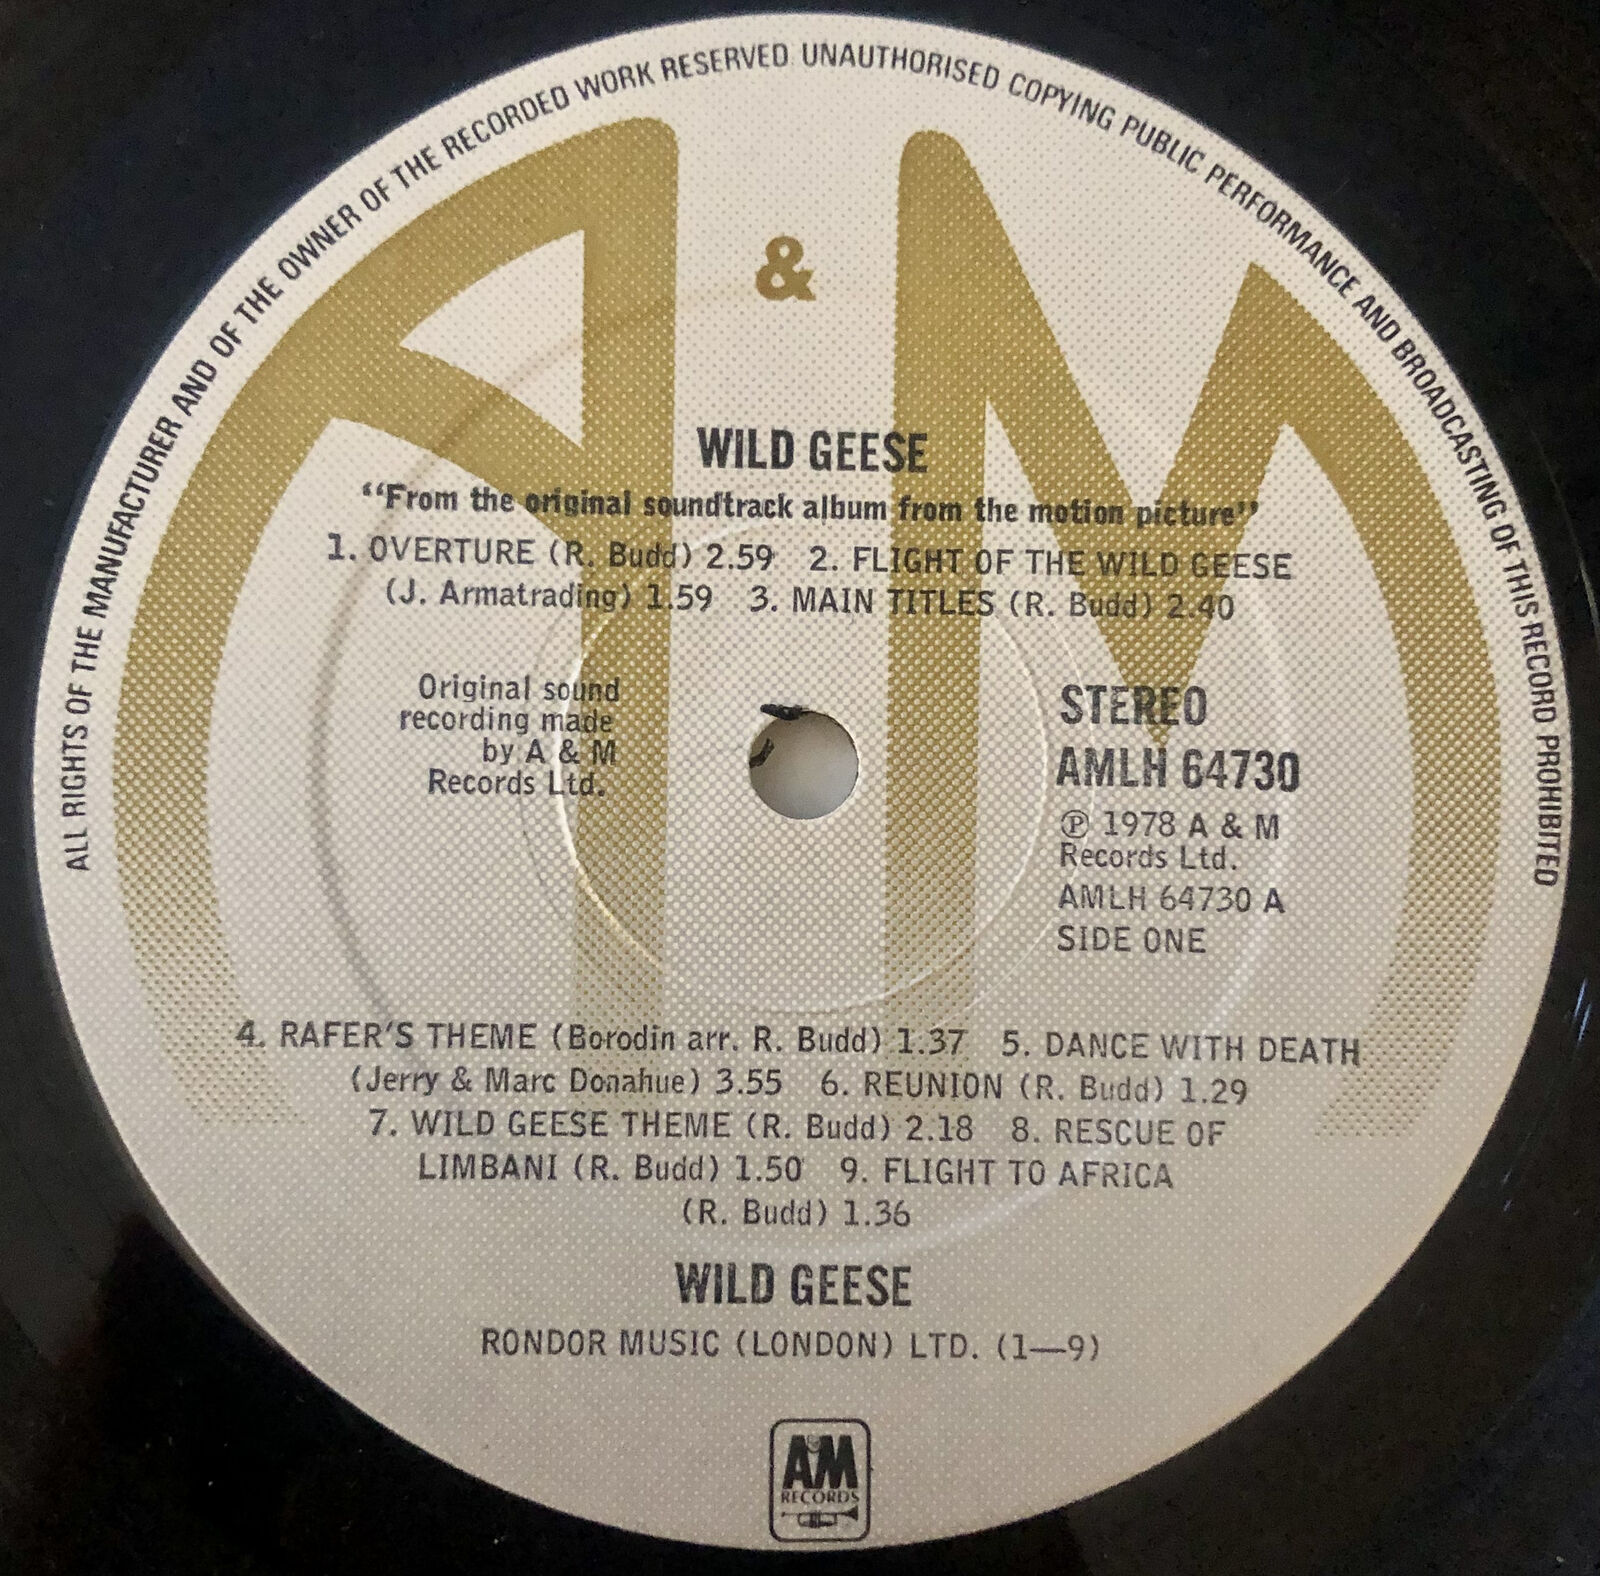 ALL RIGHTS OF THE MANUFACTURER AND OF THE OWNER OF THE RECORDED WORK RESERVED UNAUTHORISED COPYING PUBLIC PERFORMANCE AND BROADCASTING OF THIS RECORD PROHIBITED
A & M
WILD GEESE
“From the original soundtrack album from the motion picture”
1. OVERTURE (R. Budd) 2.59 2. FLIGHT OF THE WILD GEESE
(J. Armatrading) 1.59 3. MAIN TITLES (R. Budd) 2.40
Original sound
recording made
by A & M
Records Ltd.
STEREO
AMLH 64730
℗ 1978 A & M
Records Ltd.
AMLH 64730 A
SIDE ONE
4. RAFER'S THEME (Borodin arr. R. Budd) 1.37 5. DANCE WITH DEATH
(Jerry & Marc Donahue) 3.55 6. REUNION (R. Budd) 1.29
7. WILD GEESE THEME (R. Budd) 2.18 8. RESCUE OF
LIMBANI (R. Budd) 1.50 9. FLIGHT TO AFRICA
(R. Budd) 1.36
WILD GEESE
RONDOR MUSIC (LONDON) LTD. (1—9)
A&M
RECORDS